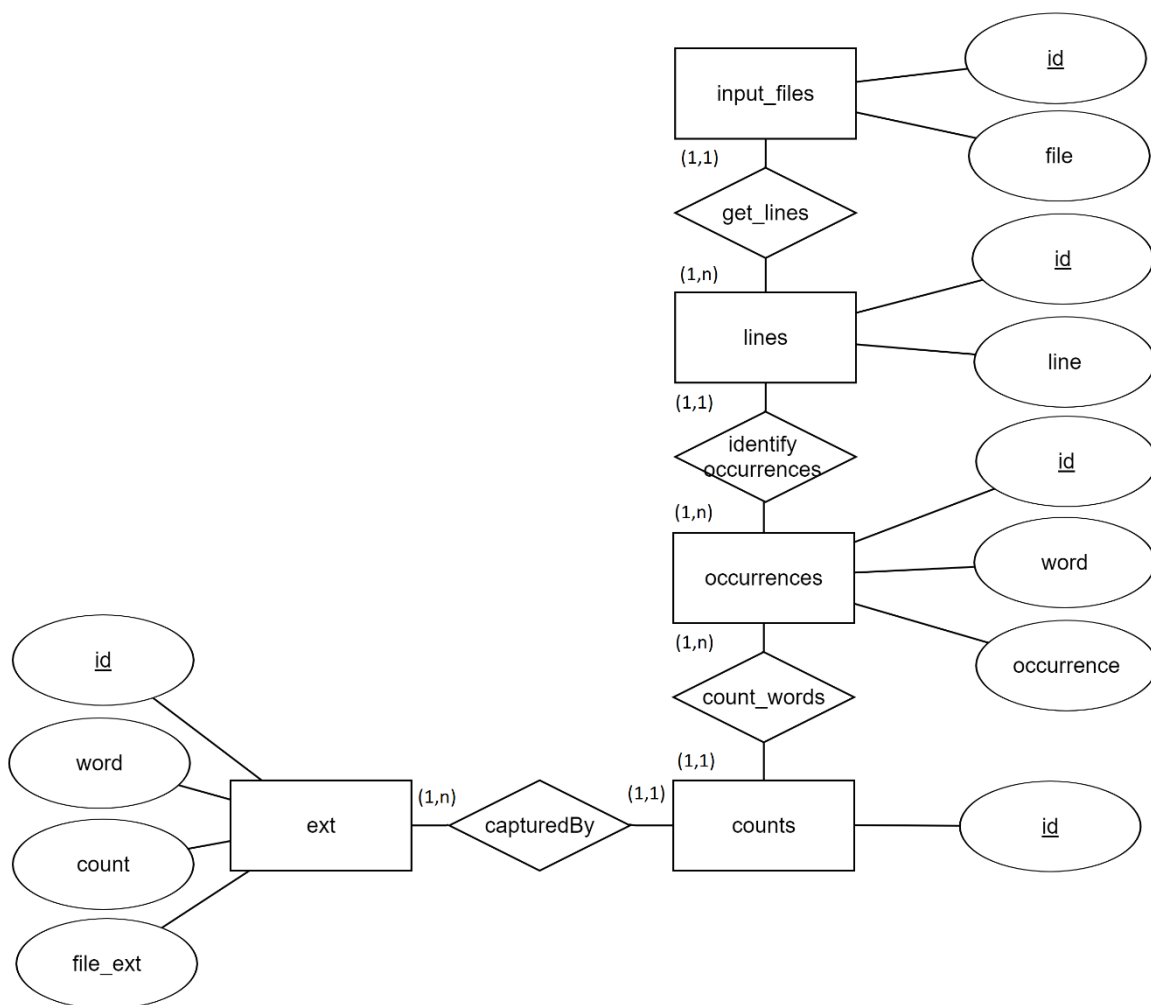 input_files
id
file
(1,1)
get_lines
(1,n)
lines
id
line
(1,1)
identify
occurrences
(1,n)
occurrences
id
word
occurrence
(1,n)
count_words
(1,1)
counts
id
(1,1)
capturedBy
(1,n)
ext
id
word
count
file_ext